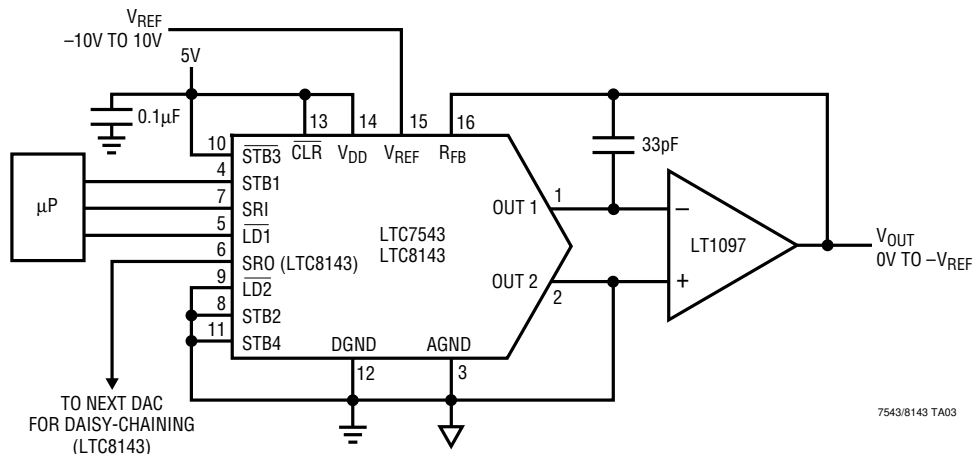 VREF
–10V TO 10V
5V
0.1µF
13
14
15
16
33pF
10
4
7
5
6
9
8
11
CLR
VDD
VREF
RFB
STB3
STB1
SRI
LD1
SRO (LTC8143)
LD2
STB2
STB4
µP
LTC7543
LTC8143
OUT 1
1
OUT 2
2
DGND
AGND
12
3
–
+
LT1097
VOUT
0V TO –VREF
TO NEXT DAC
FOR DAISY-CHAINING
(LTC8143)
7543/8143 TA03